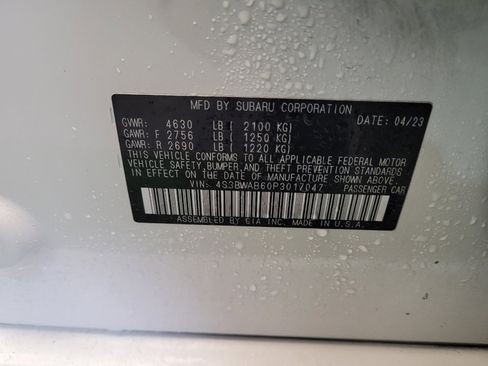 MFD BY SUBARU CORPORATION DATE: 04/23
GVWR: 4630 LB ( 2100 KG)
GAWR: F 2756 LB ( 1250 KG)
GAWR: R 2690 LB ( 1220 KG)
THIS VEHICLE CONFORMS TO ALL APPLICABLE FEDERAL MOTOR
VEHICLE SAFETY, BUMPER, AND THEFT PREVENTION STANDARDS
IN EFFECT ON THE DATE OF MANUFACTURE SHOWN ABOVE.
VIN: 4S3BWAB60P3017047 PASSENGER CAR
ASSEMBLED BY SIA INC. MADE IN U.S.A.